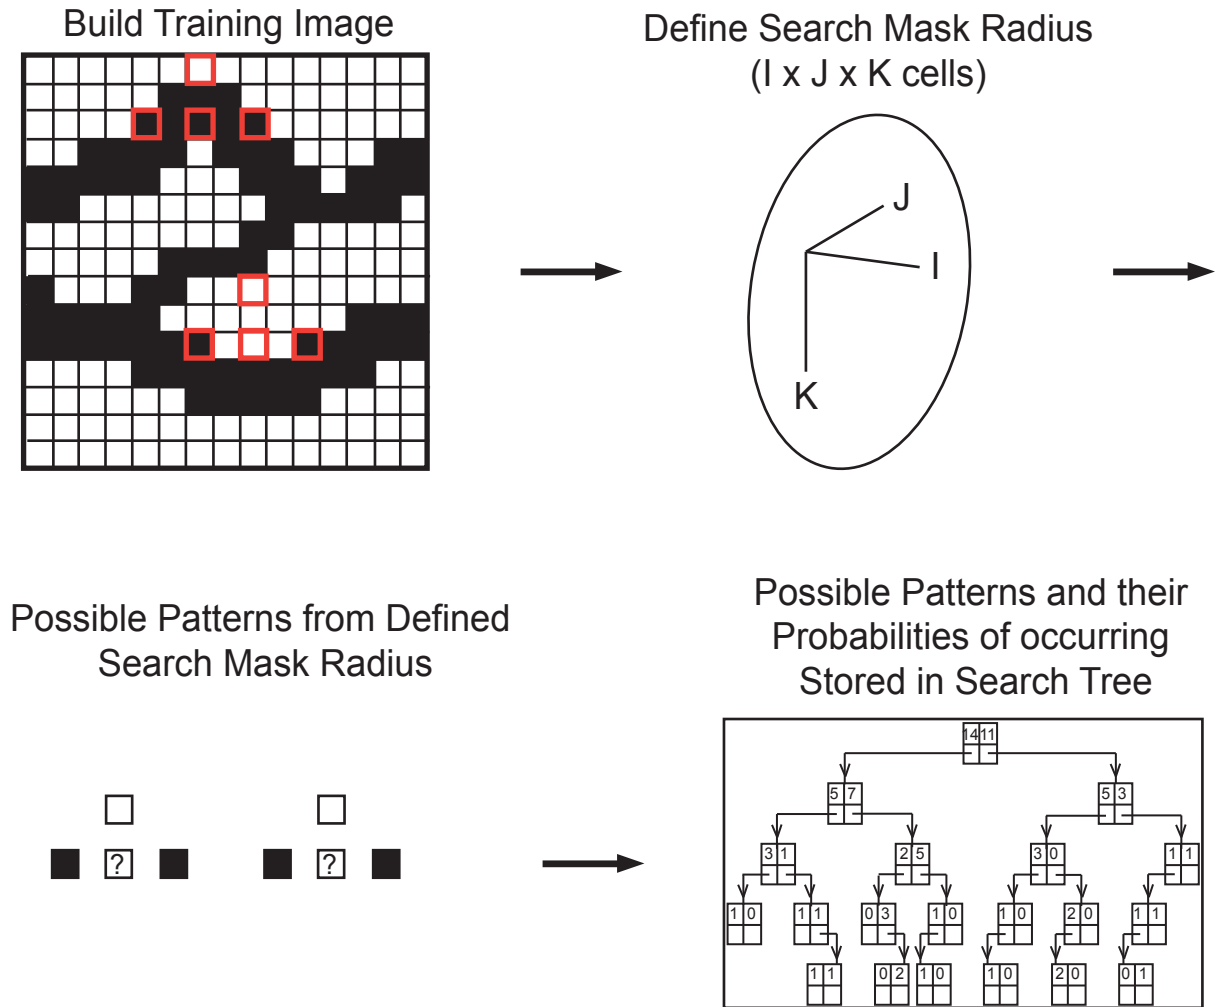 Build Training Image
Define Search Mask Radius
(I x J x K cells)
J
I
K
Possible Patterns from Defined
Search Mask Radius
? ?
Possible Patterns and their
Probabilities of occurring
Stored in Search Tree
14 11
5 7 5 3
3 1 2 5 3 0 1 1
1 0 1 1 0 3 1 0 1 0 2 0 1 1
1 1 0 2 1 0 1 0 2 0 0 1